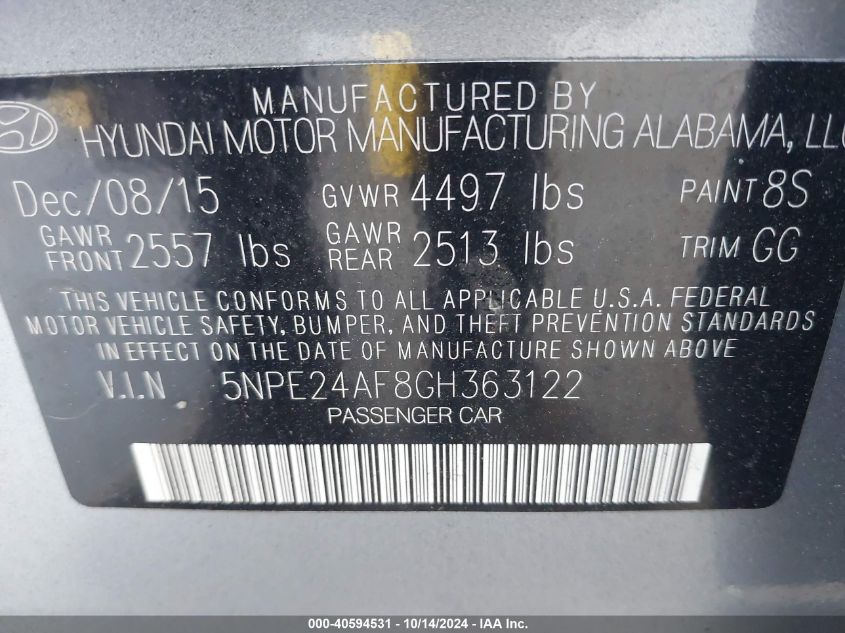 MANUFACTURED BY
HYUNDAI MOTOR MANUFACTURING ALABAMA, LLC
Dec/08/15 GVWR 4497 lbs PAINT 8S
GAWR FRONT 2557 lbs GAWR REAR 2513 lbs TRIM GG
THIS VEHICLE CONFORMS TO ALL APPLICABLE U.S.A. FEDERAL
MOTOR VEHICLE SAFETY, BUMPER, AND THEFT PREVENTION STANDARDS
IN EFFECT ON THE DATE OF MANUFACTURE SHOWN ABOVE
V.I.N 5NPE24AF8GH363122
PASSENGER CAR
000-40594531 - 10/14/2024 - IAA Inc.